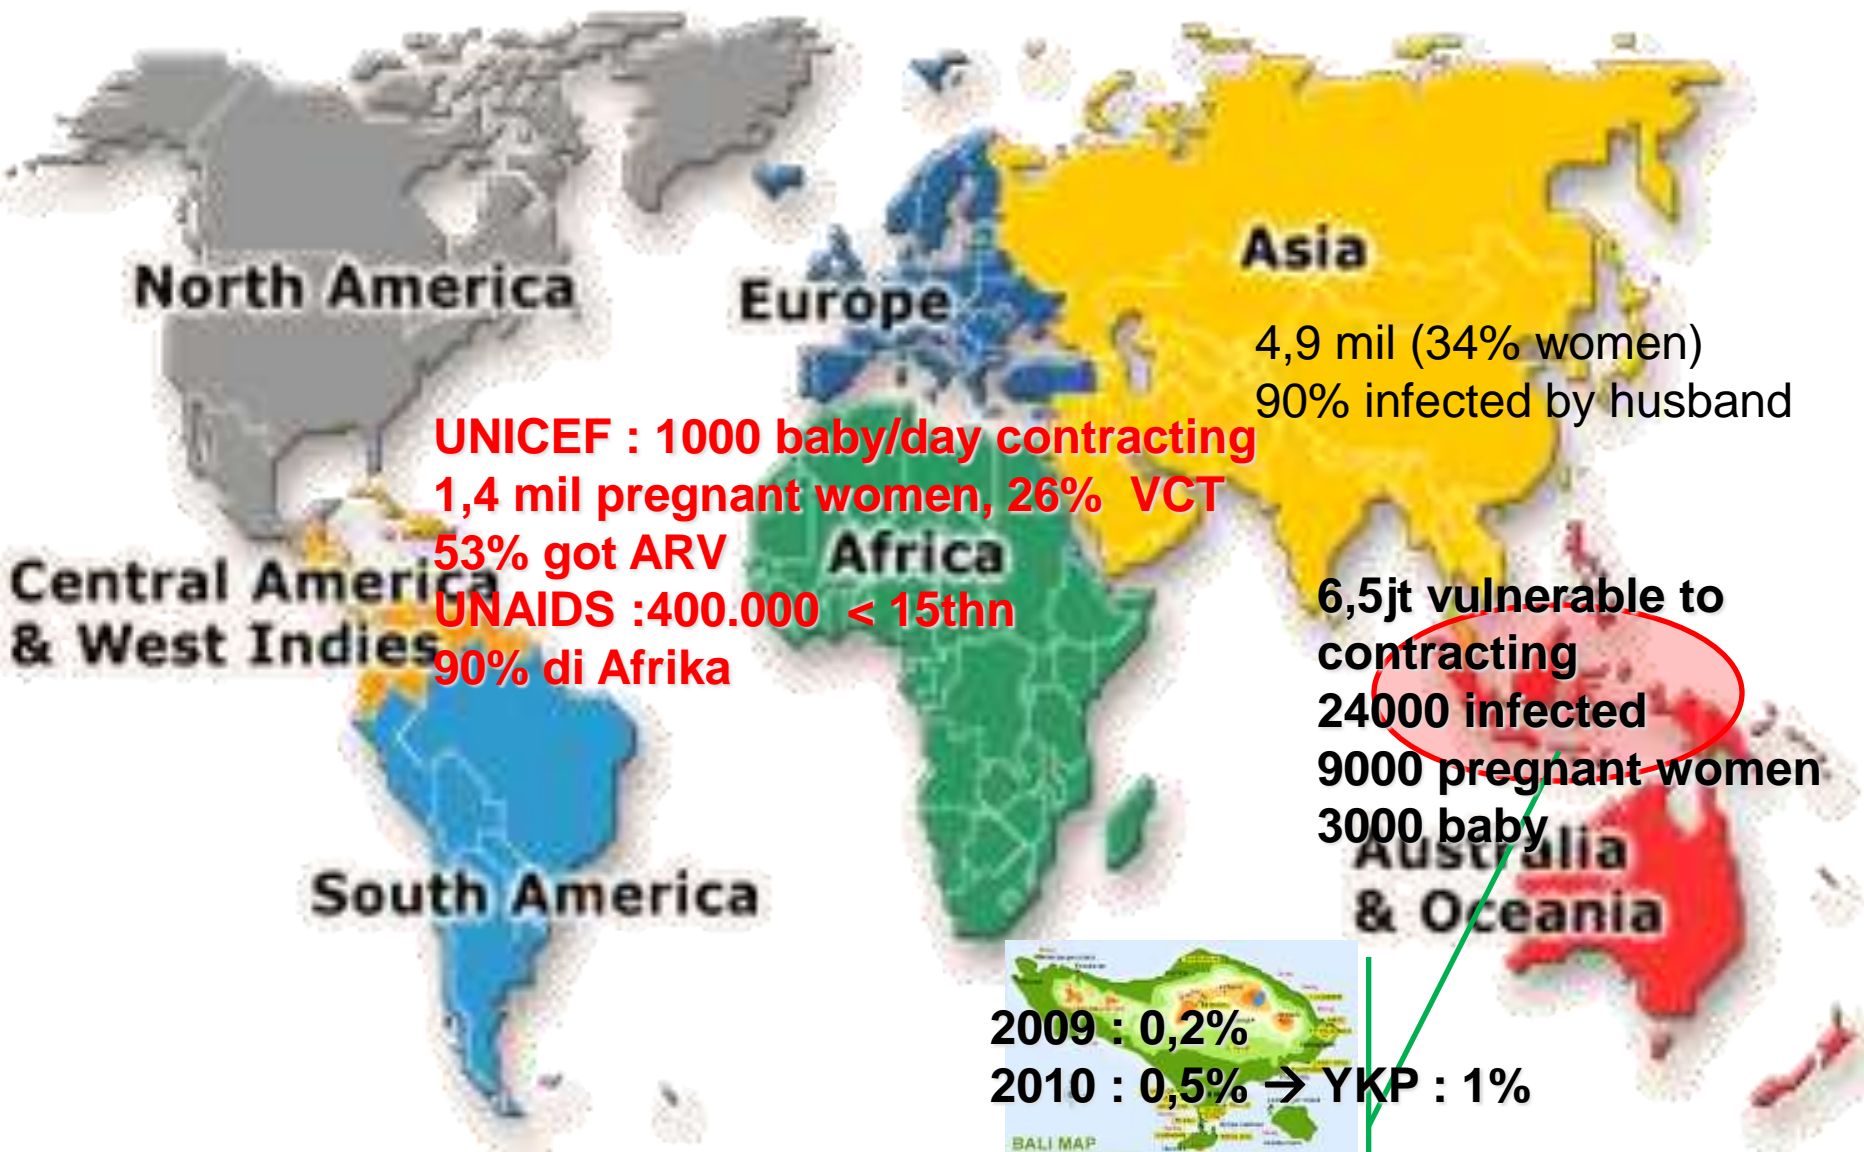 North America
Europe
Asia
4,9 mil (34% women)
90% infected by husband
UNICEF : 1000 baby/day contracting
1,4 mil pregnant women, 26% VCT
53% got ARV
UNAIDS :400.000 < 15thn
90% di Afrika
Africa
Central America
& West Indies
6,5jt vulnerable to
contracting
24000 infected
9000 pregnant women
3000 baby
Australia
& Oceania
South America
2009 : 0,2%
2010 : 0,5% → YKP : 1%
BALI MAP